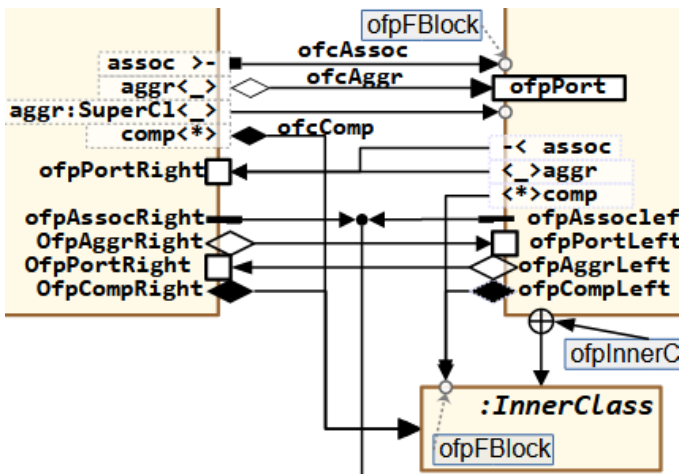 ofpFBlock
ofcAssoc
assoc >-
ofcAggr
aggr<_>
ofpPort
aggr:SuperCl<_>
comp<*>
ofcComp
-< assoc
ofpPortRight
<_>aggr
<*>comp
ofpAssocRight
ofpAssocleft
OfpAggrRight
ofpPortLeft
OfpPortRight
ofpAggrLeft
OfpCompRight
ofpCompLeft
ofpInnerC
:InnerClass
ofpFBlock